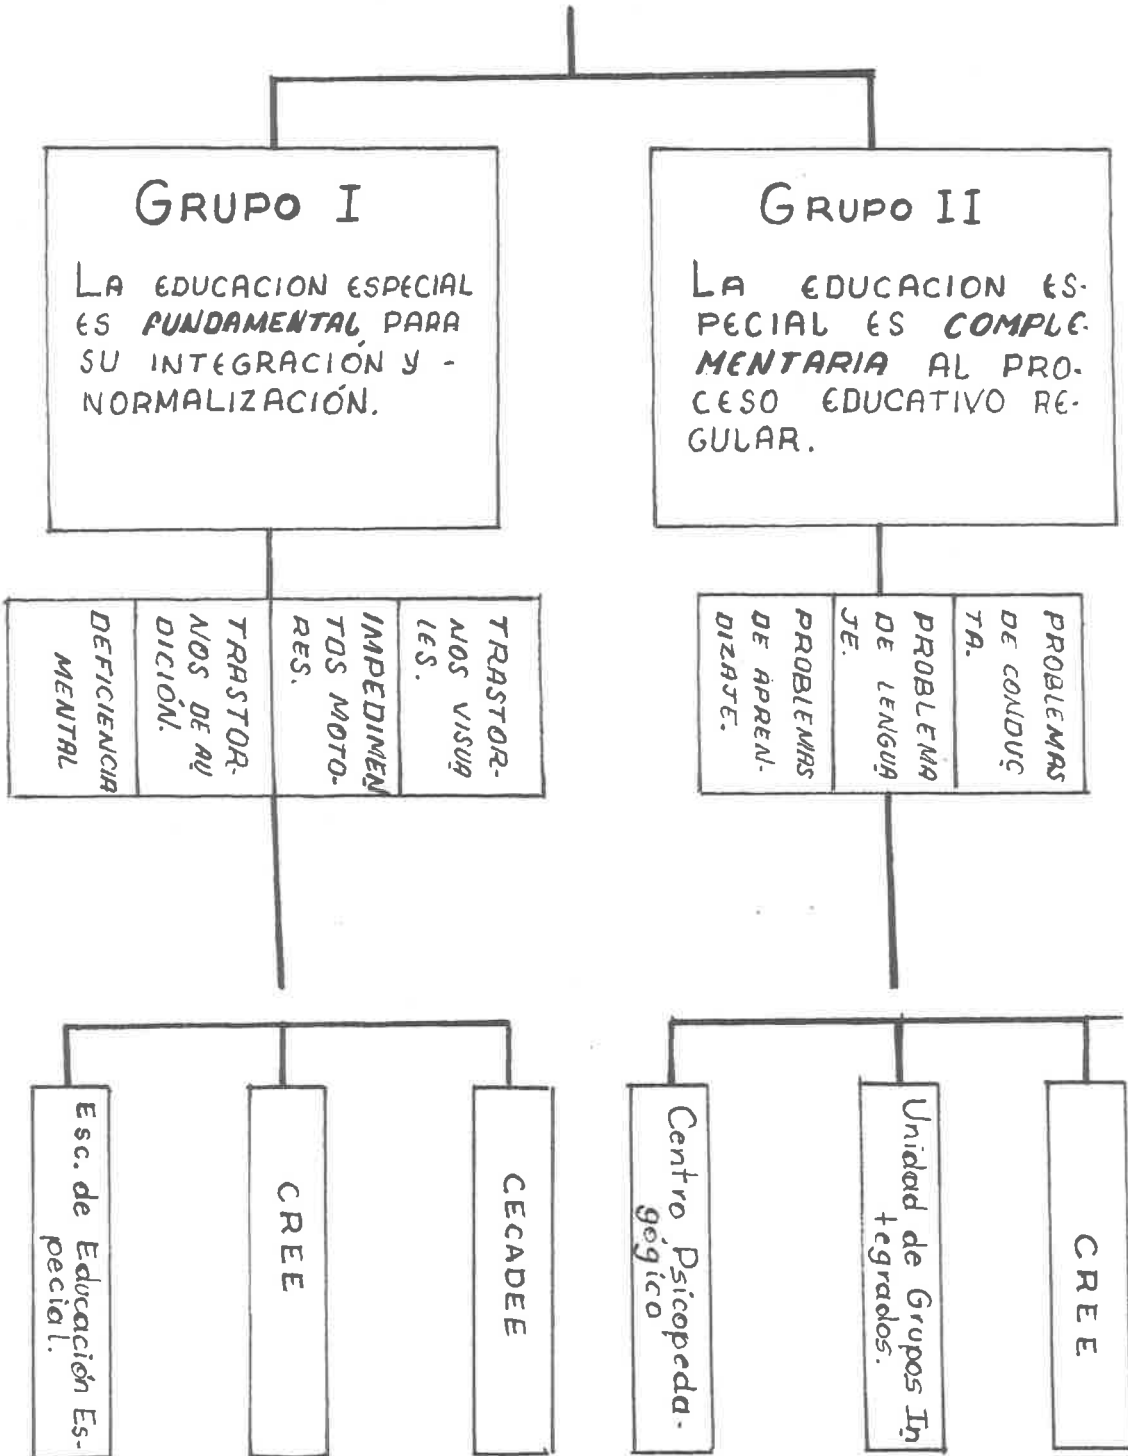 GRUPO I
LA EDUCACION ESPECIAL
ES FUNDAMENTAL PARA
SU INTEGRACIÓN Y -
NORMALIZACIÓN.
GRUPO II
LA EDUCACION ES-
PECIAL ES COMPLE-
MENTARIA AL PRO-
CESO EDUCATIVO RE-
GULAR.
DEFICIENCIA
MENTAL
TRASTOR-
NOS DE AU
DICIÓN.
IMPEDIMEN
TOS MOTO-
RES.
TRASTOR-
NOS VISUA
LES.
PROBLEMAS
DE APREN-
DIZAJE.
PROBLEMA
DE LENGUA
JE.
PROBLEMAS
DE CONDUC
TA.
Esc. de Educación Es-
pecial.
CREE
CECADEE
Centro Psicopeda-
gógico
Unidad de Grupos In
tegrados.
CREE